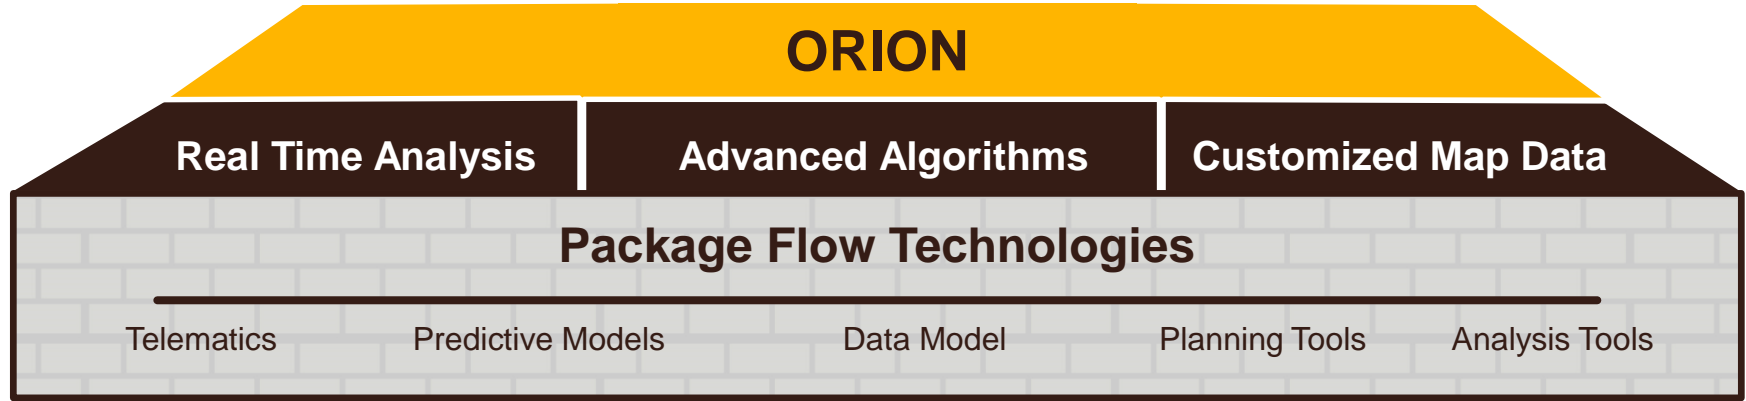 ORION
Real Time Analysis Advanced Algorithms Customized Map Data
Package Flow Technologies
Telematics Predictive Models Data Model Planning Tools Analysis Tools